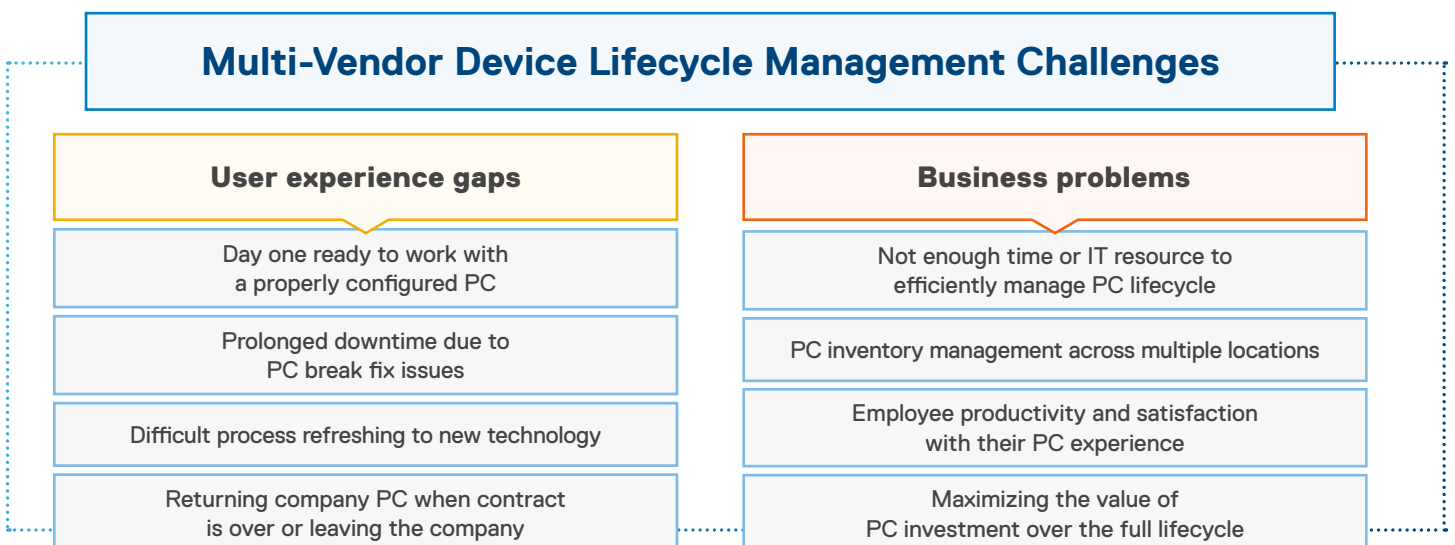 Multi-Vendor Device Lifecycle Management Challenges
User experience gaps
Day one ready to work with
a properly configured PC
Prolonged downtime due to
PC break fix issues
Difficult process refreshing to new technology
Returning company PC when contract
is over or leaving the company
Business problems
Not enough time or IT resource to
efficiently manage PC lifecycle
PC inventory management across multiple locations
Employee productivity and satisfaction
with their PC experience
Maximizing the value of
PC investment over the full lifecycle